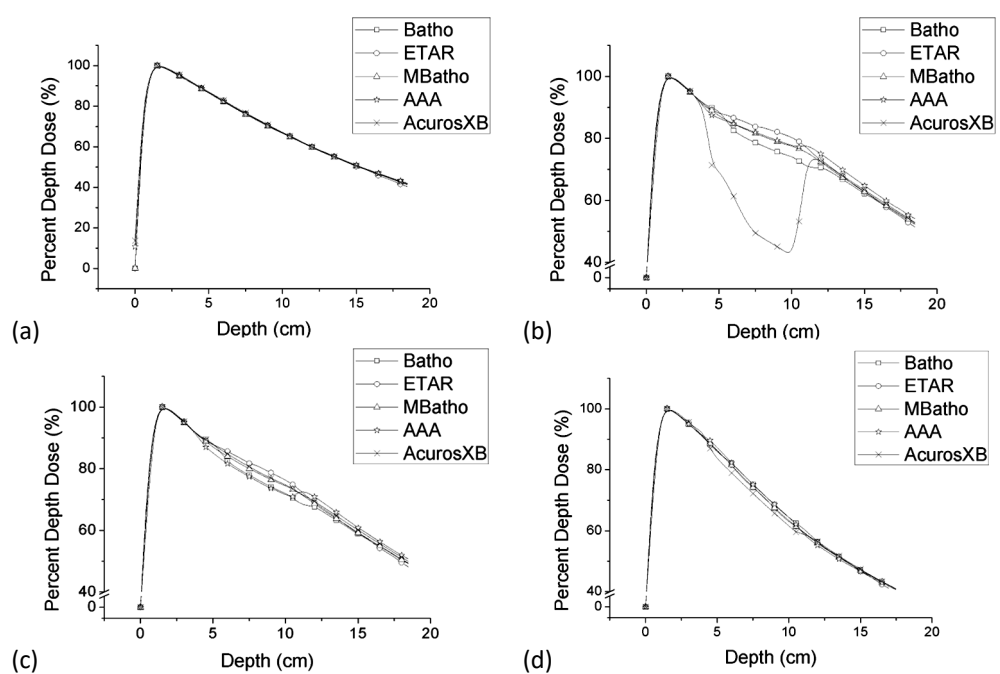 Batho
ETAR
MBatho
AAA
AcurosXB
Percent Depth Dose (%)
100
80
60
40
20
0
0
5
10
15
20
Depth (cm)
(a)
Batho
ETAR
MBatho
AAA
AcurosXB
Percent Depth Dose (%)
100
80
60
40
0
0
5
10
15
20
Depth (cm)
(b)
Batho
ETAR
MBatho
AAA
AcurosXB
Percent Depth Dose (%)
100
80
60
40
0
0
5
10
15
20
Depth (cm)
(c)
Batho
ETAR
MBatho
AAA
AcurosXB
Percent Depth Dose (%)
100
80
60
40
0
0
5
10
15
20
Depth (cm)
(d)